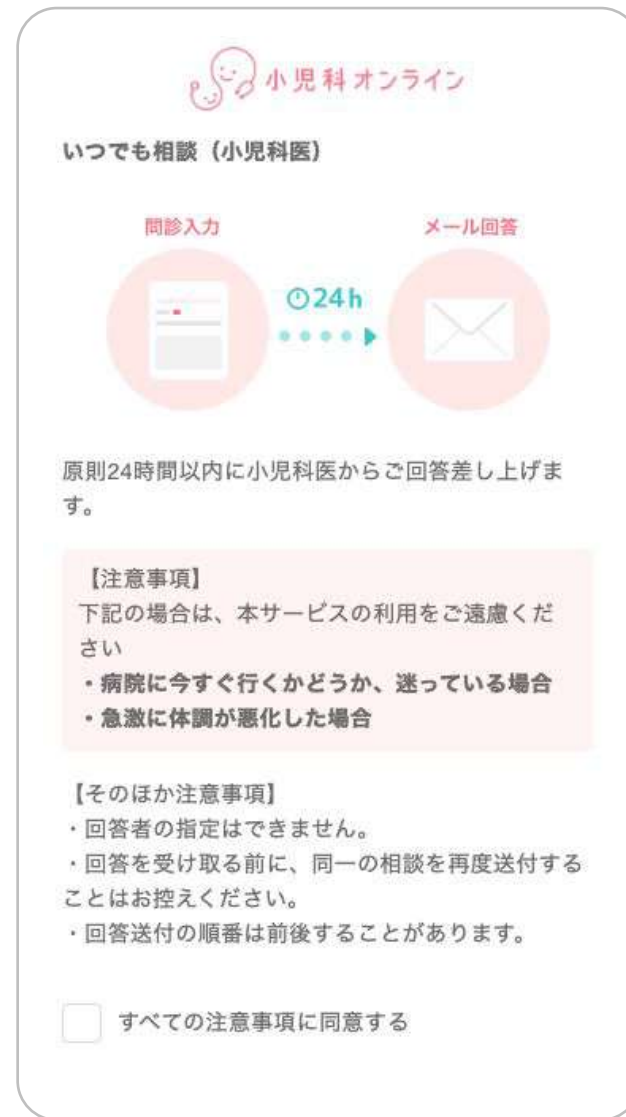 小児科オンライン
いつでも相談（小児科医）
問診入力
メール回答
24h
原則24時間以内に小児科医からご回答差し上げま
す。
【注意事項】
下記の場合は、本サービスの利用をご遠慮くだ
さい
・病院に今すぐ行くかどうか、迷っている場合
・急激に体調が悪化した場合
【そのほか注意事項】
・回答者の指定はできません。
・回答を受け取る前に、同一の相談を再度送付する
ことはお控えください。
・回答送付の順番は前後することがあります。
すべての注意事項に同意する